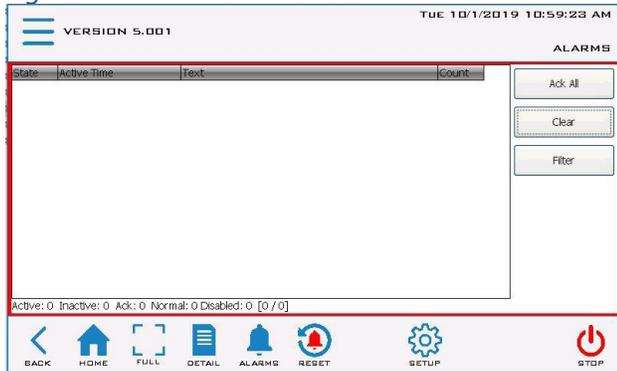 TUE 10/1/2019 10:59:23 AM
VERSION 5.001
ALARMS
State Active Time Text Count
Ack All
Clear
Filter
Active: 0 Inactive: 0 Ack: 0 Normal: 0 Disabled: 0 [0 / 0]
BACK HOME FULL DETAIL ALARMS RESET SETUP STOP